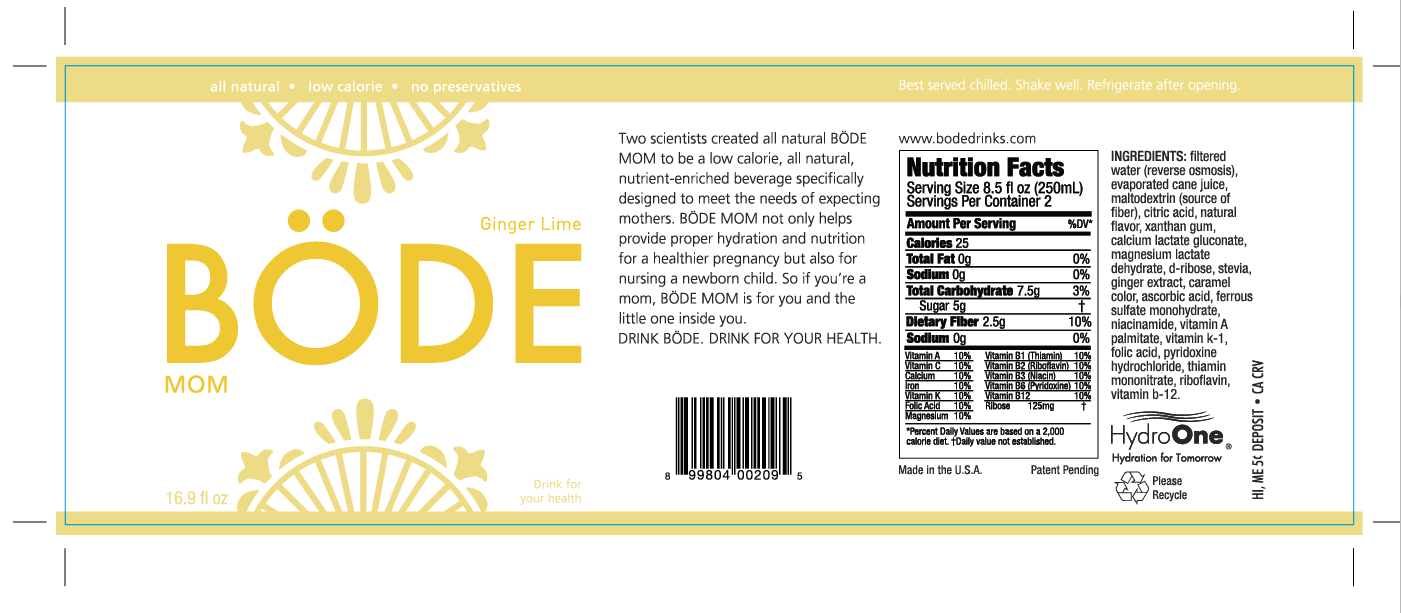 all natural • low calorie • no preservatives
Best served chilled. Shake well. Refrigerate after opening.
Ginger Lime
BÖDE
MOM
16.9 fl oz
Drink for
your health
Two scientists created all natural BÖDE
MOM to be a low calorie, all natural,
nutrient-enriched beverage specifically
designed to meet the needs of expecting
mothers. BÖDE MOM not only helps
provide proper hydration and nutrition
for a healthier pregnancy but also for
nursing a newborn child. So if you're a
mom, BÖDE MOM is for you and the
little one inside you.
DRINK BÖDE. DRINK FOR YOUR HEALTH.
8 99804 00209 5
www.bodedrinks.com
Nutrition Facts
Serving Size 8.5 fl oz (250mL)
Servings Per Container 2
Amount Per Serving %DV*
Calories 25
Total Fat 0g 0%
Sodium 0g 0%
Total Carbohydrate 7.5g 3%
Sugar 5g †
Dietary Fiber 2.5g 10%
Sodium 0g 0%
Vitamin A 10% Vitamin B1 (Thiamin) 10%
Vitamin C 10% Vitamin B2 (Riboflavin) 10%
Calcium 10% Vitamin B3 (Niacin) 10%
Iron 10% Vitamin B6 (Pyridoxine) 10%
Vitamin K 10% Vitamin B12 10%
Folic Acid 10% Ribose 125mg †
Magnesium 10%
*Percent Daily Values are based on a 2,000
calorie diet. †Daily value not established.
Made in the U.S.A. Patent Pending
INGREDIENTS: filtered
water (reverse osmosis),
evaporated cane juice,
maltodextrin (source of
fiber), citric acid, natural
flavor, xanthan gum,
calcium lactate gluconate,
magnesium lactate
dehydrate, d-ribose, stevia,
ginger extract, caramel
color, ascorbic acid, ferrous
sulfate monohydrate,
niacinamide, vitamin A
palmitate, vitamin k-1,
folic acid, pyridoxine
hydrochloride, thiamin
mononitrate, riboflavin,
vitamin b-12.
HydroOne®
Hydration for Tomorrow
Please
Recycle
HI, ME 5¢ DEPOSIT • CA CRV